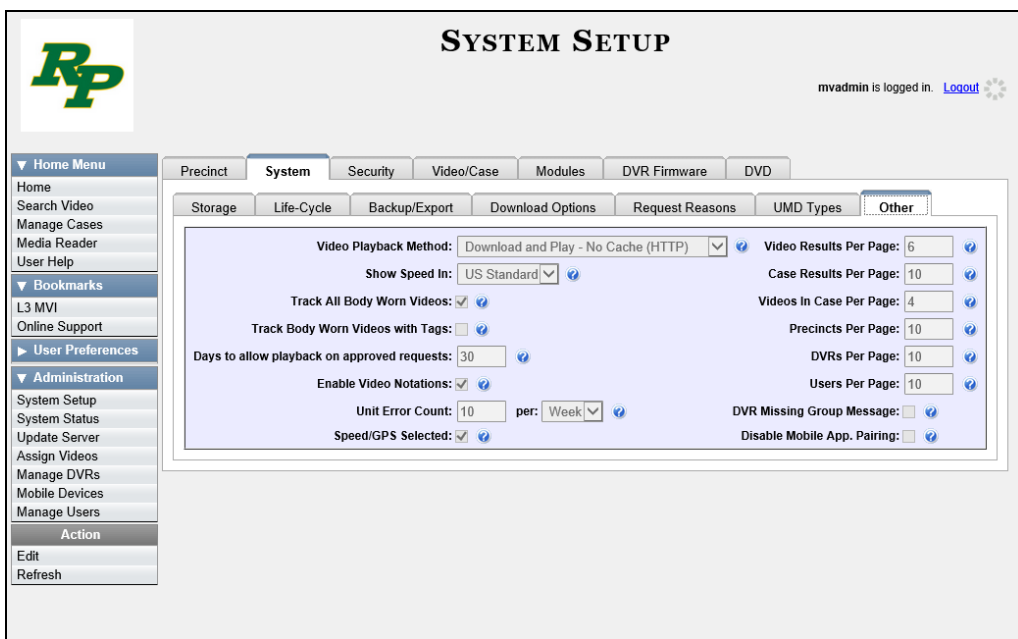 RP
SYSTEM SETUP
mvadmin is logged in. Logout
▼ Home Menu
Home
Search Video
Manage Cases
Media Reader
User Help
▼ Bookmarks
L3 MVI
Online Support
▶ User Preferences
▼ Administration
System Setup
System Status
Update Server
Assign Videos
Manage DVRs
Mobile Devices
Manage Users
Action
Edit
Refresh
Precinct System Security Video/Case Modules DVR Firmware DVD
Storage Life-Cycle Backup/Export Download Options Request Reasons UMD Types Other
Video Playback Method: Download and Play - No Cache (HTTP) ? Video Results Per Page: 6 ?
Show Speed In: US Standard ? Case Results Per Page: 10 ?
Track All Body Worn Videos: ? Videos In Case Per Page: 4 ?
Track Body Worn Videos with Tags: ? Precincts Per Page: 10 ?
Days to allow playback on approved requests: 30 ? DVRs Per Page: 10 ?
Enable Video Notations: ? Users Per Page: 10 ?
Unit Error Count: 10 per: Week ? DVR Missing Group Message: ?
Speed/GPS Selected: ? Disable Mobile App. Pairing: ?